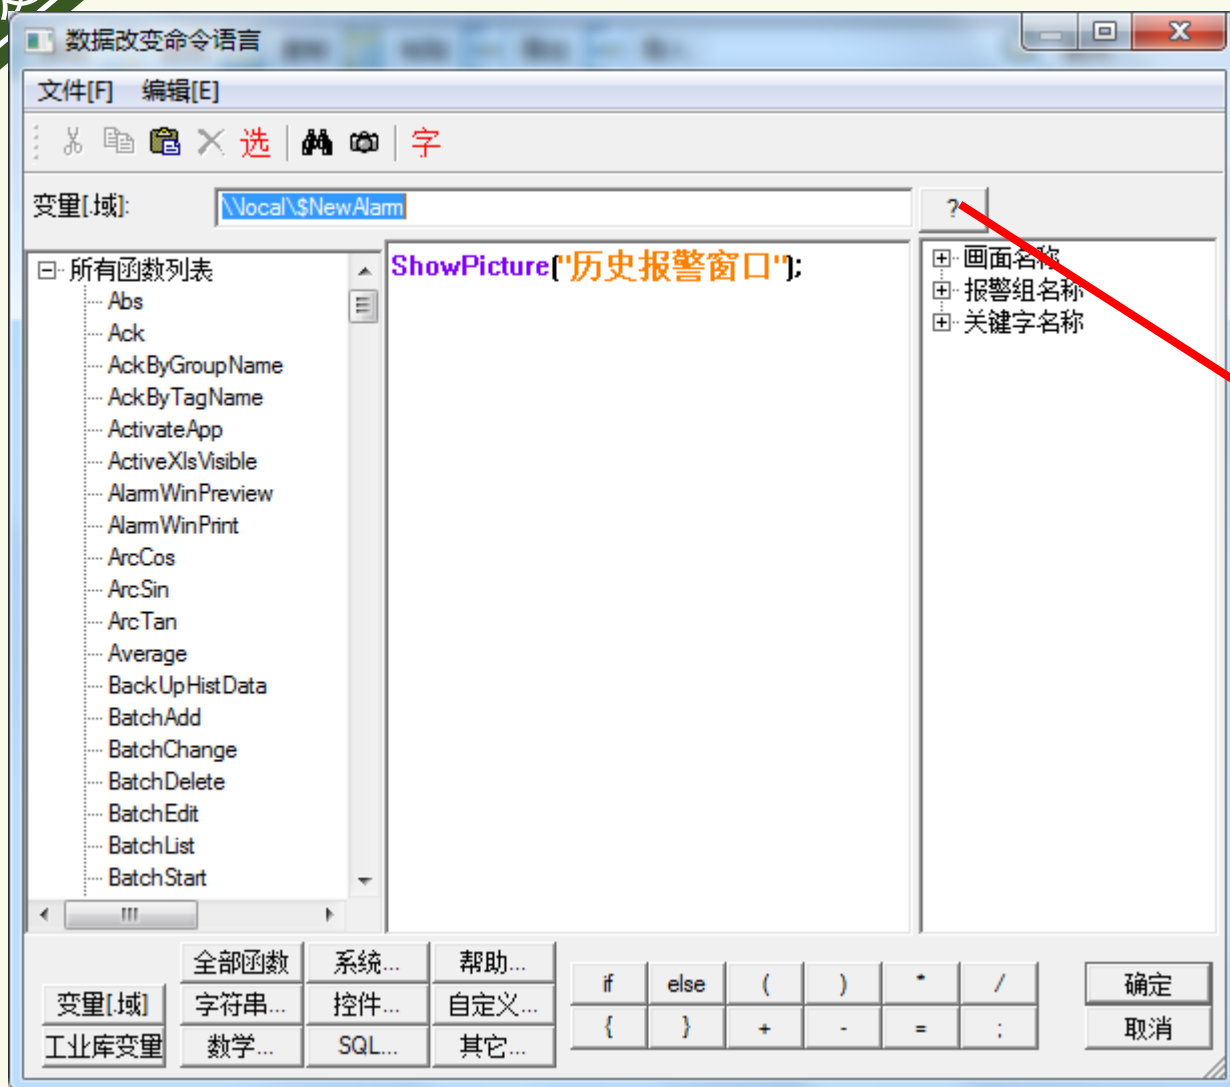 数据改变命令语言
文件[F] 编辑[E]
选 字
变量[.域]: \\local\$NewAlarm ?
所有函数列表
Abs
Ack
AckByGroupName
AckByTagName
ActivateApp
ActiveXlsVisible
AlarmWinPreview
AlarmWinPrint
ArcCos
ArcSin
ArcTan
Average
BackUpHistData
BatchAdd
BatchChange
BatchDelete
BatchEdit
BatchList
BatchStart
ShowPicture("历史报警窗口");
画面名称
报警组名称
关键字名称
全部函数 系统... 帮助...
变量[.域] 字符串... 控件... 自定义...
工业库变量 数学... SQL... 其它...
if else ( ) * /
{ } + - = ;
确定
取消